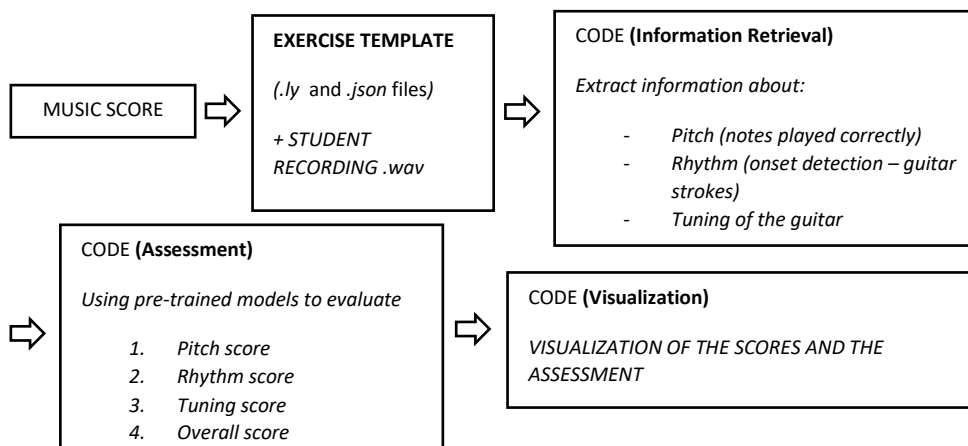 MUSIC SCORE
EXERCISE TEMPLATE
(.ly and .json files)
+ STUDENT
RECORDING .wav
CODE (Information Retrieval)
Extract information about:
- Pitch (notes played correctly)
- Rhythm (onset detection – guitar
strokes)
- Tuning of the guitar
CODE (Assessment)
Using pre-trained models to evaluate
1. Pitch score
2. Rhythm score
3. Tuning score
4. Overall score
CODE (Visualization)
VISUALIZATION OF THE SCORES AND THE
ASSESSMENT